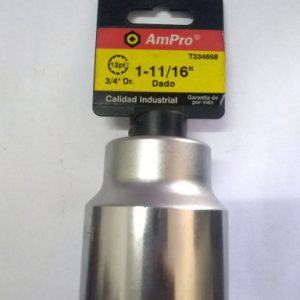 AmPro®
T334668
12pt
1-11/16"
3/4" Dr.
Dado
Calidad Industrial
Garantía de
por vida